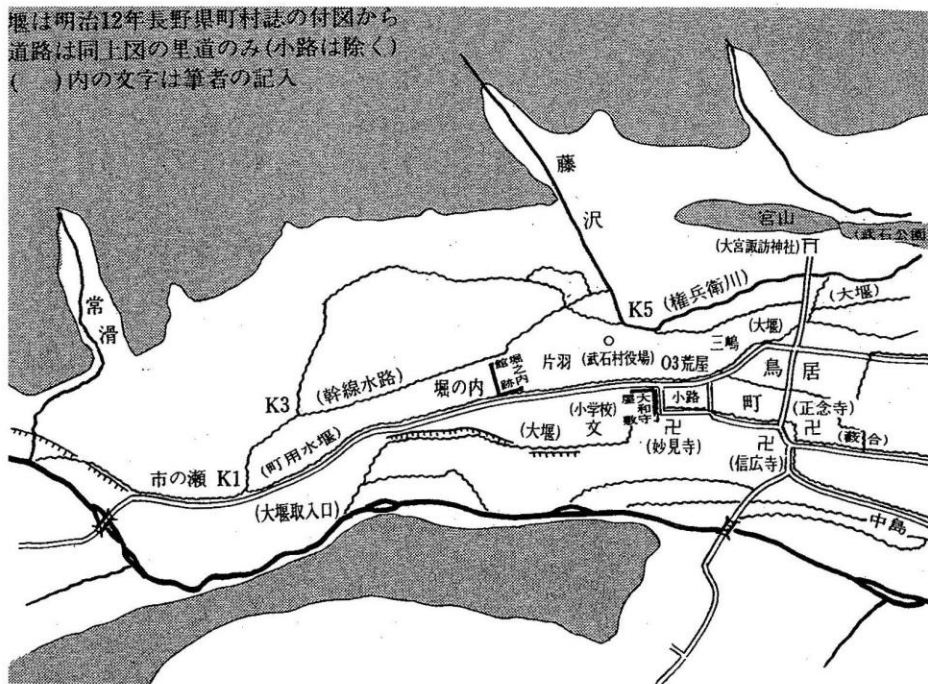 堰は明治12年長野県町村誌の付図から
道路は同上図の里道のみ(小路は除く)
(　)内の文字は筆者の記入
藤沢
宮山
(武石公園)
(大宮諏訪神社)
常滑
K5 (権兵衛川)
(大堰)
(大堰)
三嶋
片羽 (武石村役場) O3荒屋
鳥居
町
堀之内館跡
堀の内
(幹線水路)
K3
大和守屋敷
小路
(小学校)
文
(大堰)
卍
(妙見寺)
(正念寺)
卍
卍
(信広寺)
(薮合)
(町用水堰)
市の瀬 K1
(大堰取入口)
中島